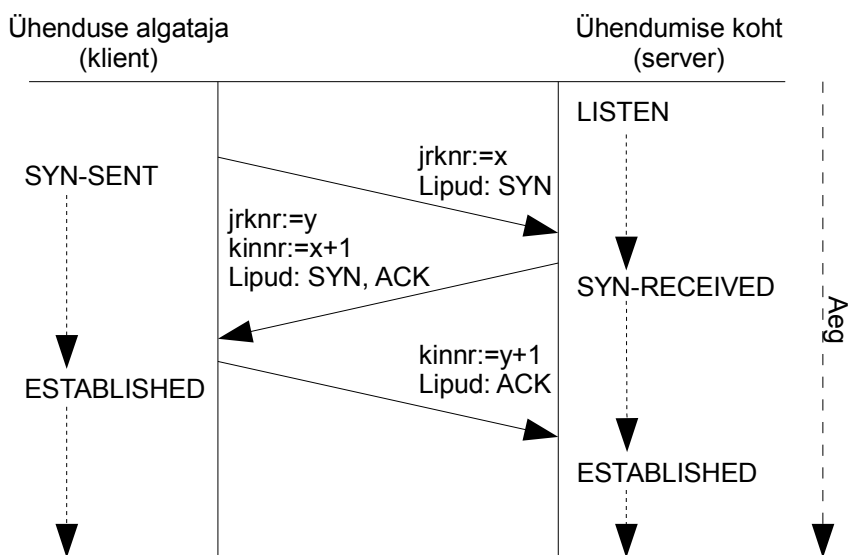 Ühenduse algataja
(klient)
Ühendumise koht
(server)
LISTEN
jrknr:=x
Lipud: SYN
SYN-SENT
jrknr:=y
kinnr:=x+1
Lipud: SYN, ACK
SYN-RECEIVED
Aeg
kinnr:=y+1
Lipud: ACK
ESTABLISHED
ESTABLISHED